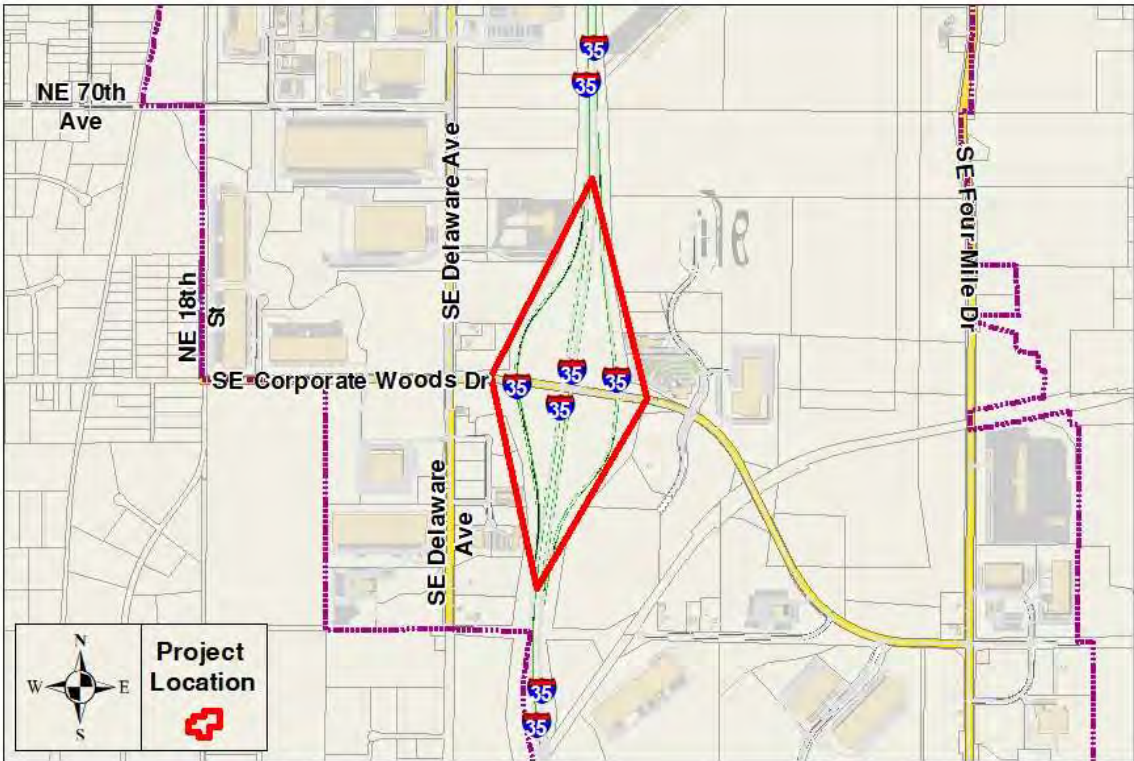 35
35
NE 70th
Ave
SE Delaware Ave
SE Four Mile Dr
NE 18th
St
SE Corporate Woods Dr
35
35
35
35
SE Delaware
Ave
N
W
E
S
Project
Location
35
35